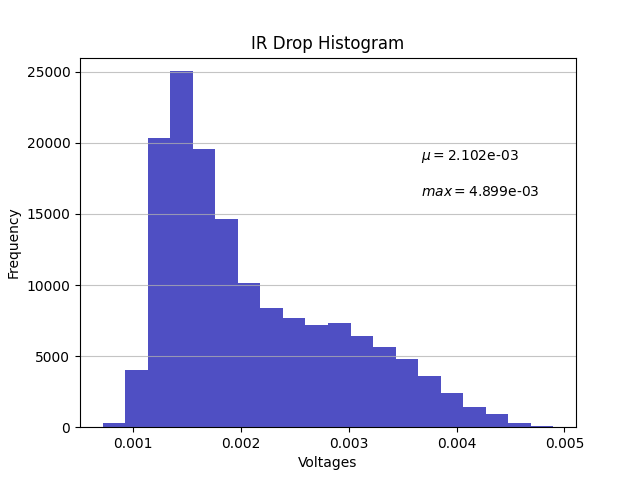 IR Drop Histogram
25000
20000
15000
10000
5000
0
Frequency
μ = 2.102e-03
max = 4.899e-03
0.001 0.002 0.003 0.004 0.005
Voltages